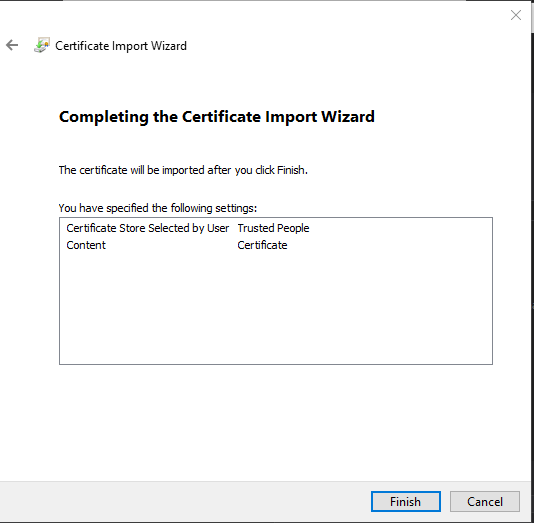 Certificate Import Wizard
Completing the Certificate Import Wizard
The certificate will be imported after you click Finish.
You have specified the following settings:
Certificate Store Selected by User Trusted People
Content Certificate
Finish Cancel